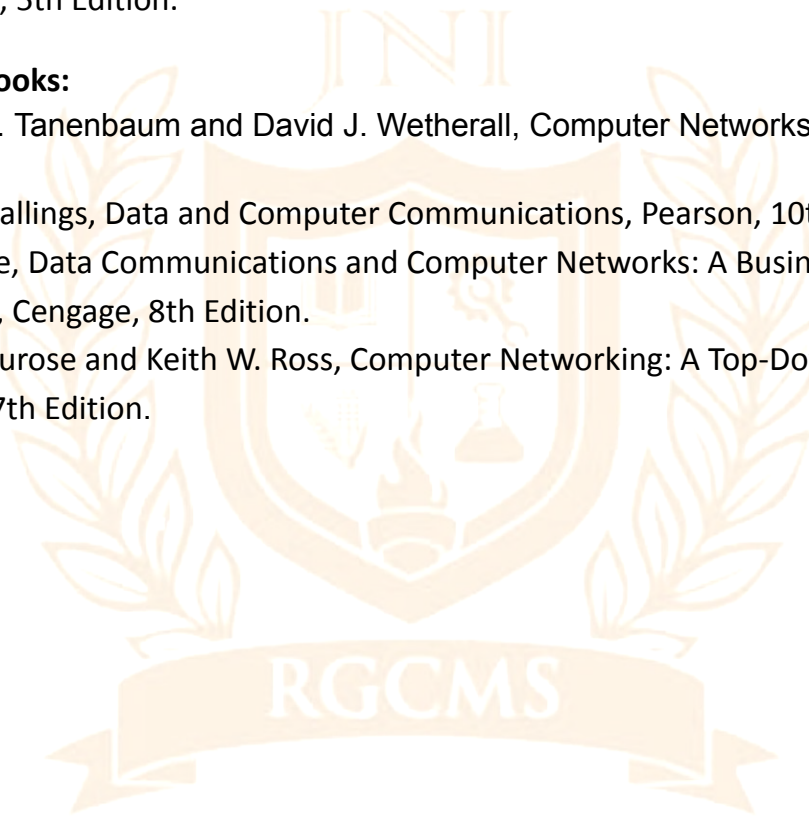 JNI
, 5th Edition.
ooks:
. Tanenbaum and David J. Wetherall, Computer Networks
allings, Data and Computer Communications, Pearson, 10t
e, Data Communications and Computer Networks: A Busin
, Cengage, 8th Edition.
urose and Keith W. Ross, Computer Networking: A Top-Do
7th Edition.
RGCMS